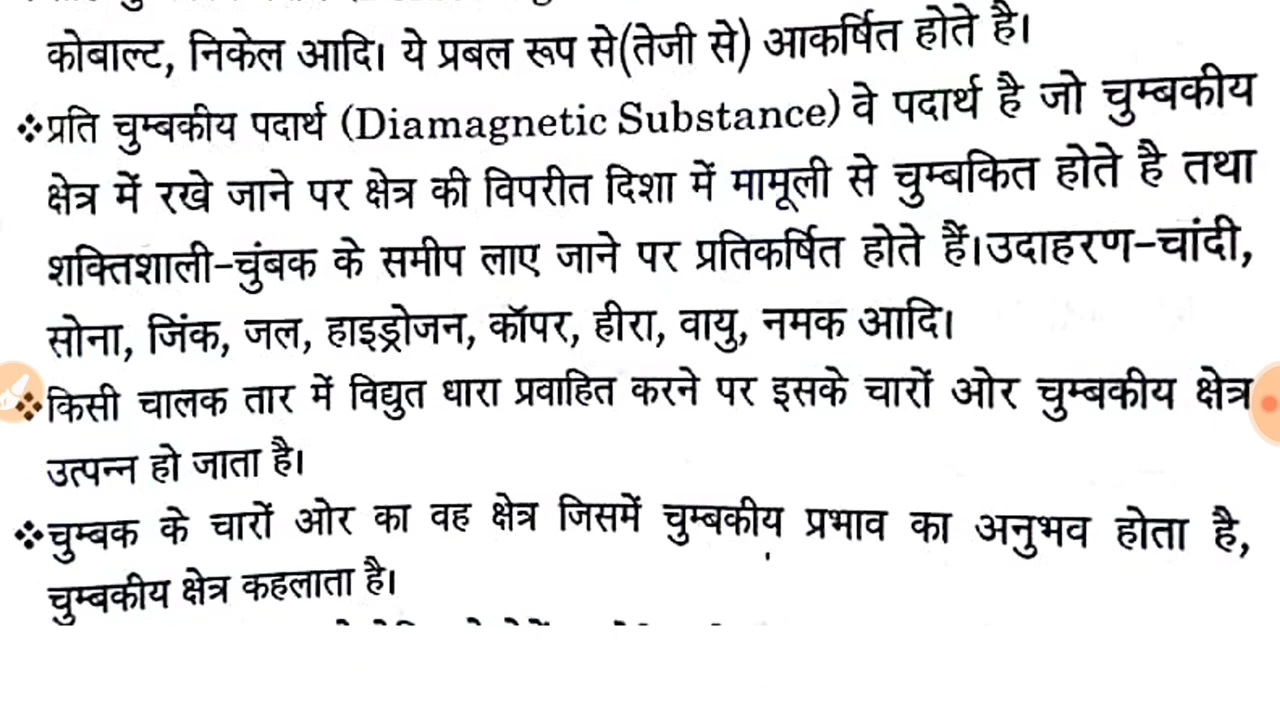 कोबाल्ट, निकेल आदि। ये प्रबल रूप से(तेजी से) आकर्षित होते है।
❖प्रति चुम्बकीय पदार्थ (Diamagnetic Substance) वे पदार्थ है जो चुम्बकीय
क्षेत्र में रखे जाने पर क्षेत्र की विपरीत दिशा में मामूली से चुम्बकित होते है तथा
शक्तिशाली-चुंबक के समीप लाए जाने पर प्रतिकर्षित होते हैं।उदाहरण-चांदी,
सोना, जिंक, जल, हाइड्रोजन, कॉपर, हीरा, वायु, नमक आदि।
❖किसी चालक तार में विद्युत धारा प्रवाहित करने पर इसके चारों ओर चुम्बकीय क्षेत्र
उत्पन्न हो जाता है।
❖चुम्बक के चारों ओर का वह क्षेत्र जिसमें चुम्बकीय प्रभाव का अनुभव होता है,
चुम्बकीय क्षेत्र कहलाता है।